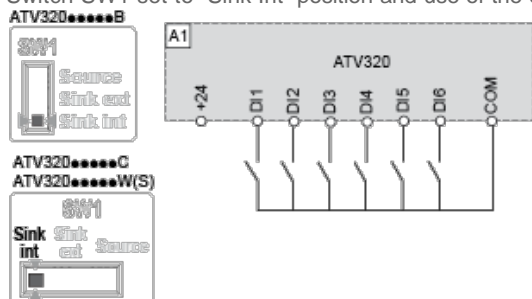 Switch SW1 set to "Sink Int" position and use of the
ATV320●●●●●B
SW1
Source
Sink ext
Sink int
ATV320●●●●●C
ATV320●●●●●W(S)
SW1
Sink int
Sink ext
Source
A1
ATV320
+24
DI1
DI2
DI3
DI4
DI5
DI6
COM